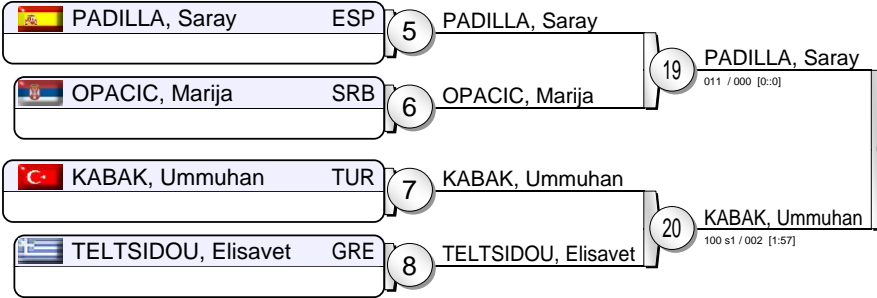 PADILLA, Saray ESP
5
PADILLA, Saray
19
PADILLA, Saray
011 / 000 [0::0]
OPACIC, Marija SRB
6
OPACIC, Marija
KABAK, Ummuhan TUR
7
KABAK, Ummuhan
20
KABAK, Ummuhan
100 s1 / 002 [1:57]
TELTSIDOU, Elisavet GRE
8
TELTSIDOU, Elisavet